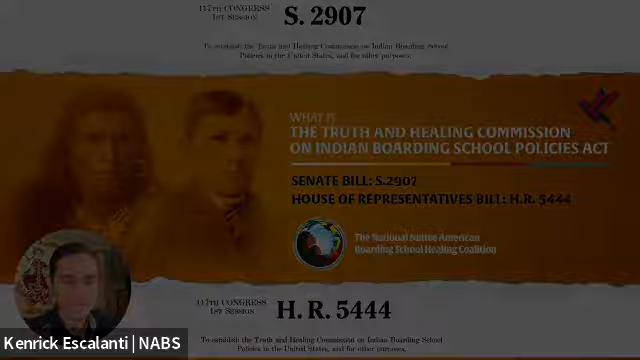 117TH CONGRESS
1ST SESSION
S. 2907
To establish the Truth and Healing Commission on Indian Boarding School
Policies in the United States, and for other purposes.
WHAT IS
THE TRUTH AND HEALING COMMISSION
ON INDIAN BOARDING SCHOOL POLICIES ACT
SENATE BILL: S.2907
HOUSE OF REPRESENTATIVES BILL: H.R. 5444
The National Native American
Boarding School Healing Coalition
117TH CONGRESS
1ST SESSION
H. R. 5444
To establish the Truth and Healing Commission on Indian Boarding School
Policies in the United States, and for other purposes.
Kenrick Escalanti | NABS